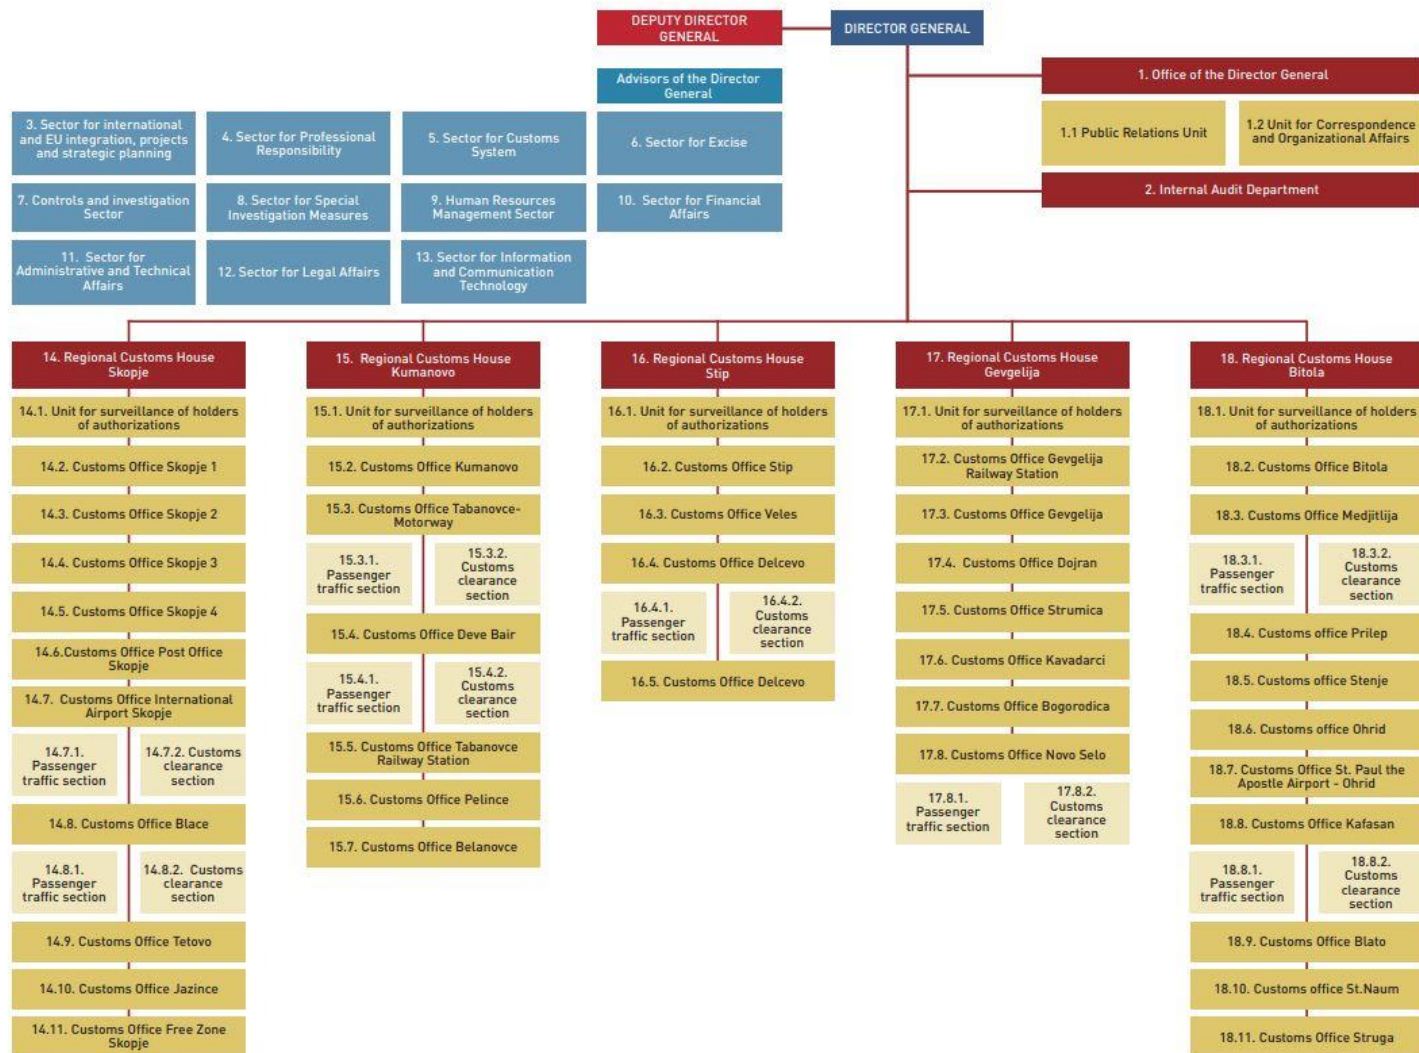 DEPUTY DIRECTOR
GENERAL
DIRECTOR GENERAL
Advisors of the Director
General
1. Office of the Director General
1.1 Public Relations Unit
1.2 Unit for Correspondence
and Organizational Affairs
2. Internal Audit Department
3. Sector for international
and EU integration, projects
and strategic planning
4. Sector for Professional
Responsibility
5. Sector for Customs
System
6. Sector for Excise
7. Controls and investigation
Sector
8. Sector for Special
Investigation Measures
9. Human Resources
Management Sector
10. Sector for Financial
Affairs
11. Sector for
Administrative and Technical
Affairs
12. Sector for Legal Affairs
13. Sector for Information
and Communication
Technology
14. Regional Customs House
Skopje
14.1. Unit for surveillance of holders
of authorizations
14.2. Customs Office Skopje 1
14.3. Customs Office Skopje 2
14.4. Customs Office Skopje 3
14.5. Customs Office Skopje 4
14.6.Customs Office Post Office
Skopje
14.7. Customs Office International
Airport Skopje
14.7.1.
Passenger
traffic section
14.7.2. Customs
clearance
section
14.8. Customs Office Blace
14.8.1.
Passenger
traffic section
14.8.2. Customs
clearance
section
14.9. Customs Office Tetovo
14.10. Customs Office Jazince
14.11. Customs Office Free Zone
Skopje
15. Regional Customs House
Kumanovo
15.1. Unit for surveillance of holders
of authorizations
15.2. Customs Office Kumanovo
15.3. Customs Office Tabanovce-
Motorway
15.3.1.
Passenger
traffic section
15.3.2.
Customs
clearance
section
15.4. Customs Office Deve Bair
15.4.1.
Passenger
traffic section
15.4.2.
Customs
clearance
section
15.5. Customs Office Tabanovce
Railway Station
15.6. Customs Office Pelince
15.7. Customs Office Belanovce
16. Regional Customs House
Stip
16.1. Unit for surveillance of holders
of authorizations
16.2. Customs Office Stip
16.3. Customs Office Veles
16.4. Customs Office Delcevo
16.4.1.
Passenger
traffic section
16.4.2.
Customs
clearance
section
16.5. Customs Office Delcevo
17. Regional Customs House
Gevgelija
17.1. Unit for surveillance of holders
of authorizations
17.2. Customs Office Gevgelija
Railway Station
17.3. Customs Office Gevgelija
17.4. Customs Office Dojran
17.5. Customs Office Strumica
17.6. Customs Office Kavadarci
17.7. Customs Office Bogorodica
17.8. Customs Office Novo Selo
17.8.1.
Passenger
traffic section
17.8.2.
Customs
clearance
section
18. Regional Customs House
Bitola
18.1. Unit for surveillance of holders
of authorizations
18.2. Customs Office Bitola
18.3. Customs Office Medjitlija
18.3.1.
Passenger
traffic section
18.3.2.
Customs
clearance
section
18.4. Customs office Prilep
18.5. Customs office Stenje
18.6. Customs office Ohrid
18.7. Customs Office St. Paul the
Apostle Airport - Ohrid
18.8. Customs Office Kafasan
18.8.1.
Passenger
traffic section
18.8.2.
Customs
clearance
section
18.9. Customs Office Blato
18.10. Customs office St.Naum
18.11. Customs Office Struga